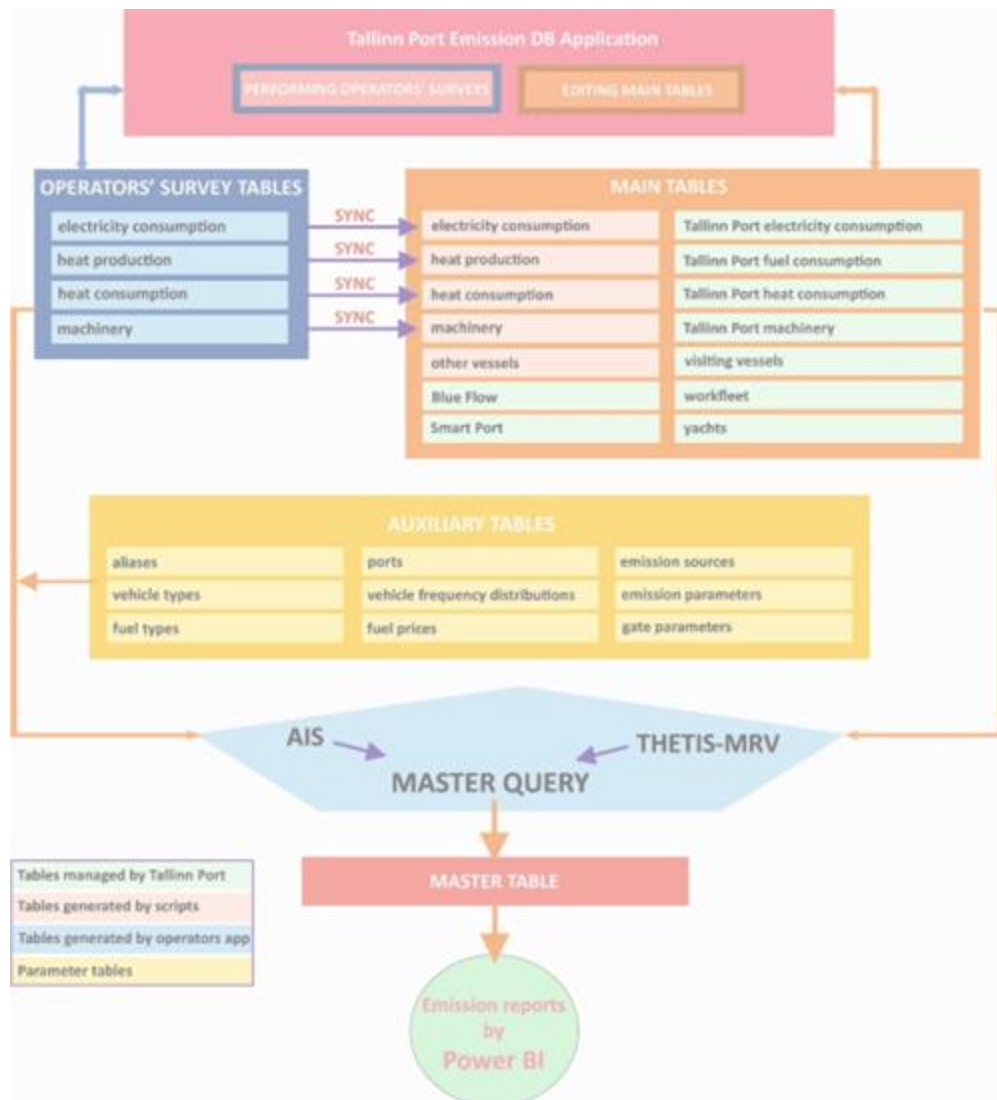 Tallinn Port Emission DB Application
PERFORMING OPERATORS' SURVEYS
EDITING MAIN TABLES
OPERATORS' SURVEY TABLES
electricity consumption
heat production
heat consumption
machinery
SYNC
SYNC
SYNC
SYNC
MAIN TABLES
electricity consumption
heat production
heat consumption
machinery
other vessels
Blue Flow
Smart Port
Tallinn Port electricity consumption
Tallinn Port fuel consumption
Tallinn Port heat consumption
Tallinn Port machinery
visiting vessels
workfleet
yachts
AUXILIARY TABLES
aliases
vehicle types
fuel types
ports
vehicle frequency distributions
fuel prices
emission sources
emission parameters
gate parameters
AIS
THETIS-MRV
MASTER QUERY
MASTER TABLE
Tables managed by Tallinn Port
Tables generated by scripts
Tables generated by operators app
Parameter tables
Emission reports
by
Power BI